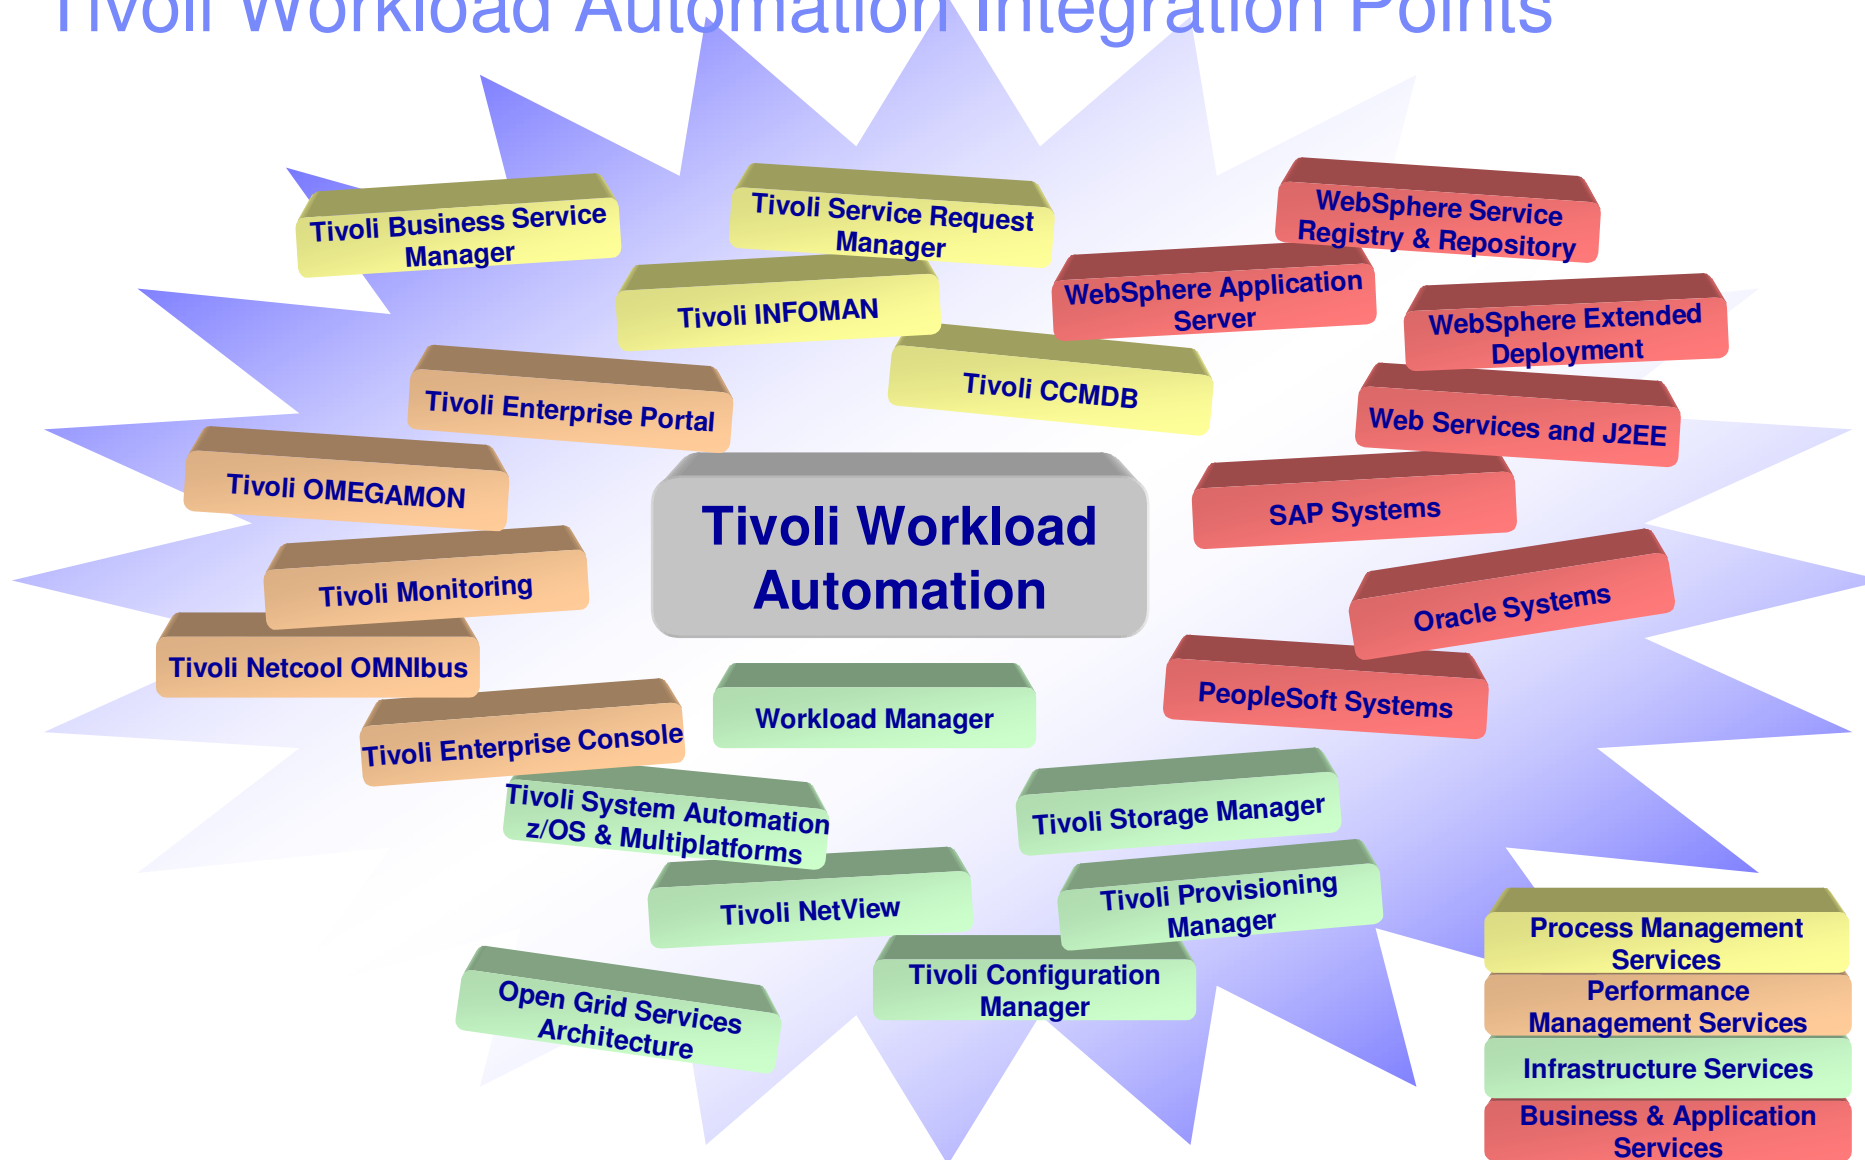 Tivoli Workload Automation Integration Points
Tivoli Business Service
Manager
Tivoli Service Request
Manager
WebSphere Service
Registry & Repository
Tivoli INFOMAN
WebSphere Application
Server
WebSphere Extended
Deployment
Tivoli Enterprise Portal
Tivoli CCMDB
Web Services and J2EE
Tivoli OMEGAMON
Tivoli Workload
Automation
SAP Systems
Tivoli Monitoring
Oracle Systems
Tivoli Netcool OMNIbus
Workload Manager
PeopleSoft Systems
Tivoli Enterprise Console
Tivoli System Automation
z/OS & Multiplatforms
Tivoli Storage Manager
Tivoli NetView
Tivoli Provisioning
Manager
Open Grid Services
Architecture
Tivoli Configuration
Manager
Process Management
Services
Performance
Management Services
Infrastructure Services
Business & Application
Services